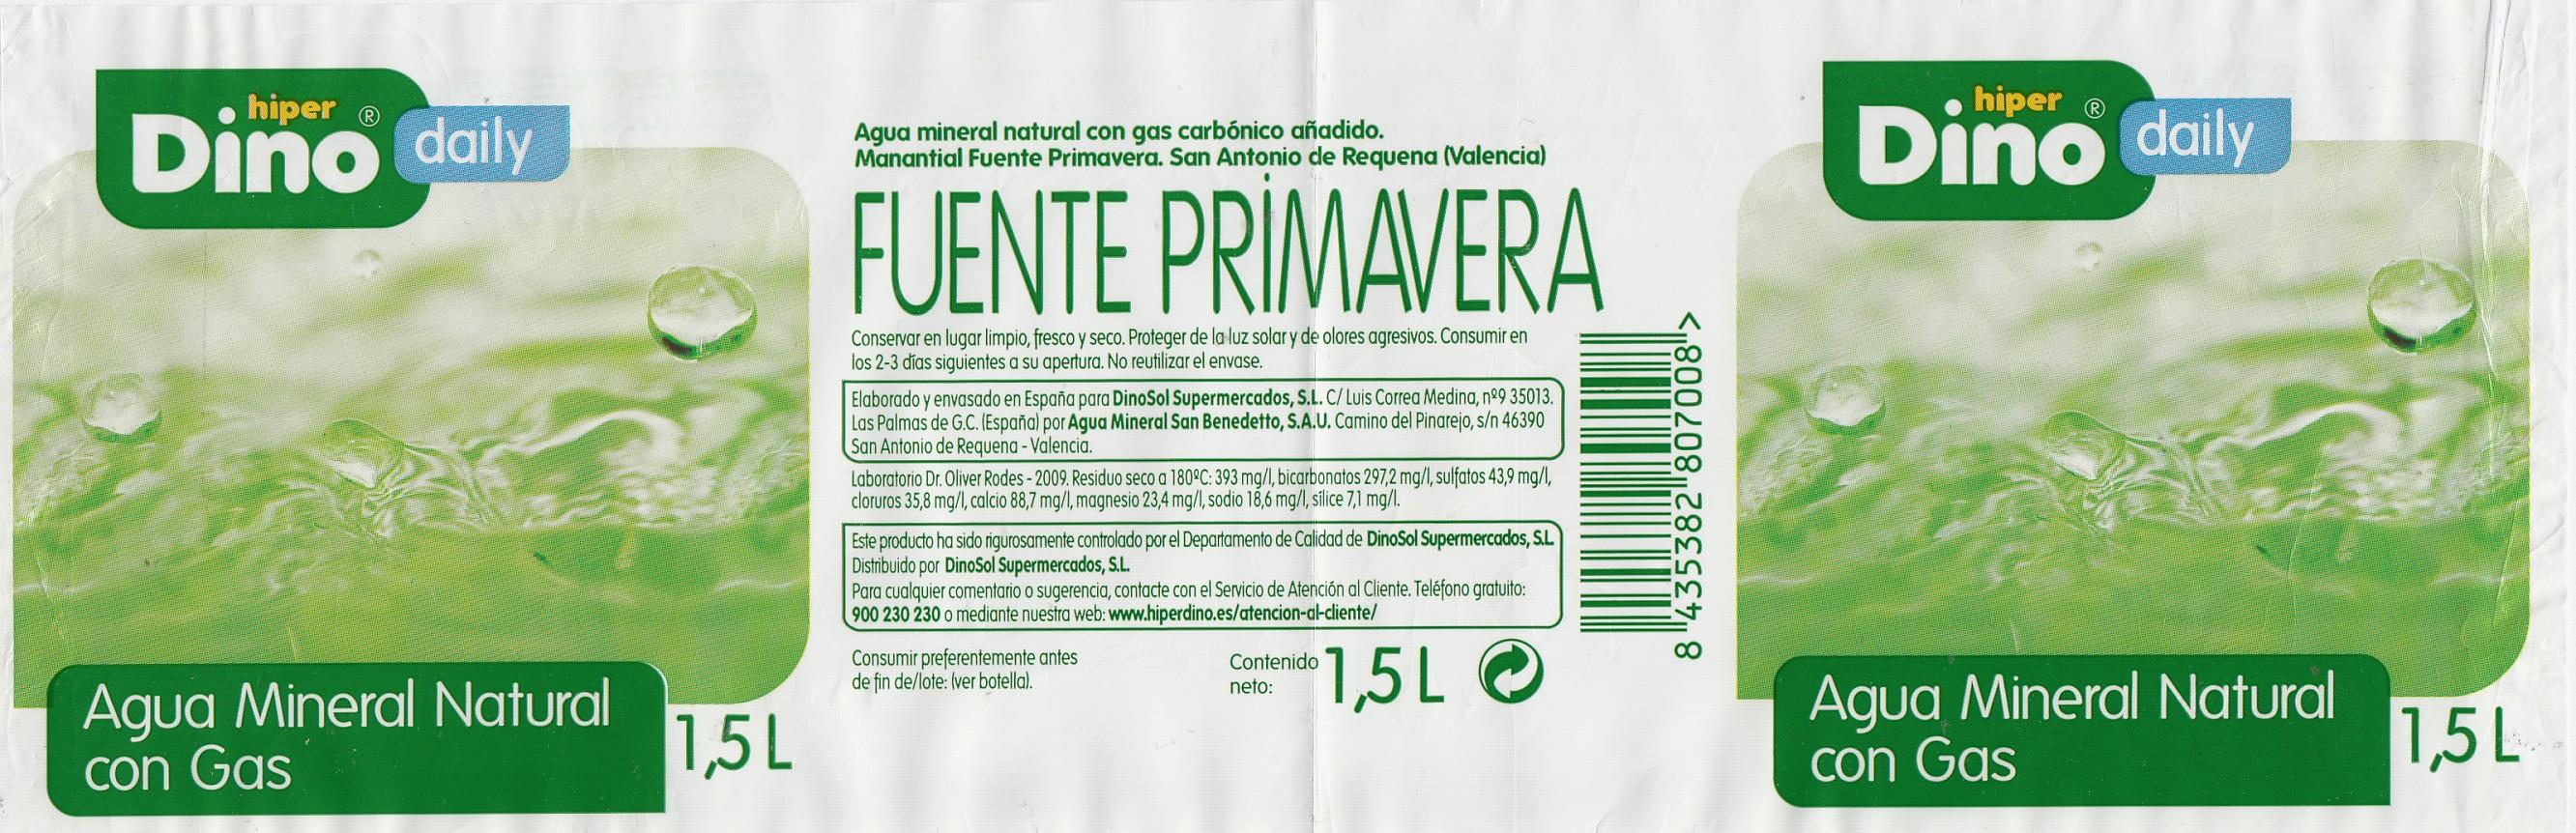 hiper
Dino®
daily
Agua Mineral Natural
con Gas
1,5 L
Agua mineral natural con gas carbónico añadido.
Manantial Fuente Primavera. San Antonio de Requena (Valencia)
FUENTE PRIMAVERA
Conservar en lugar limpio, fresco y seco. Proteger de la luz solar y de olores agresivos. Consumir en
los 2-3 días siguientes a su apertura. No reutilizar el envase.
Elaborado y envasado en España para DinoSol Supermercados, S.L. C/ Luis Correa Medina, nº9 35013.
Las Palmas de G.C. (España) por Agua Mineral San Benedetto, S.A.U. Camino del Pinarejo, s/n 46390
San Antonio de Requena - Valencia.
Laboratorio Dr. Oliver Rodes - 2009. Residuo seco a 180ºC: 393 mg/l, bicarbonatos 297,2 mg/l, sulfatos 43,9 mg/l,
cloruros 35,8 mg/l, calcio 88,7 mg/l, magnesio 23,4 mg/l, sodio 18,6 mg/l, sílice 7,1 mg/l.
Este producto ha sido rigurosamente controlado por el Departamento de Calidad de DinoSol Supermercados, S.L.
Distribuido por DinoSol Supermercados, S.L.
Para cualquier comentario o sugerencia, contacte con el Servicio de Atención al Cliente. Teléfono gratuito:
900 230 230 o mediante nuestra web: www.hiperdino.es/atencion-al-cliente/
Consumir preferentemente antes
de fin de/lote: (ver botella).
Contenido
neto:
1,5 L
8 435382 807008 >
hiper
Dino®
daily
Agua Mineral Natural
con Gas
1,5 L